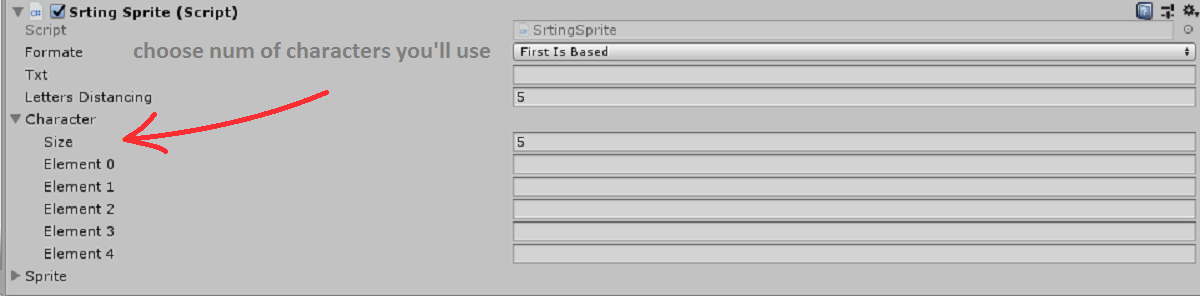 Srting Sprite (Script)
Script SrtingSprite
Formate First Is Based
choose num of characters you'll use
Txt
Letters Distancing 5
Character
Size 5
Element 0
Element 1
Element 2
Element 3
Element 4
Sprite